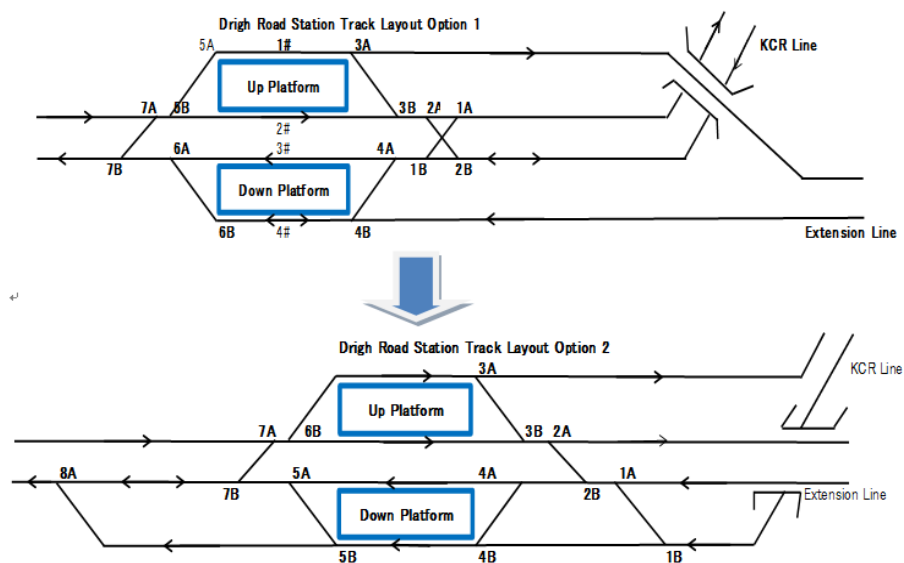 Drigh Road Station Track Layout Option 1
5A 1# 3A KCR Line
Up Platform
7A 5B 3B 2A 1A
2#
3#
6A 4A
7B 1B 2B
Down Platform
6B 4# 4B Extension Line
Drigh Road Station Track Layout Option 2
3A
KCR Line
Up Platform
7A 6B 3B 2A
8A 5A 4A 1A
7B 2B Extension Line
Down Platform
5B 4B 1B